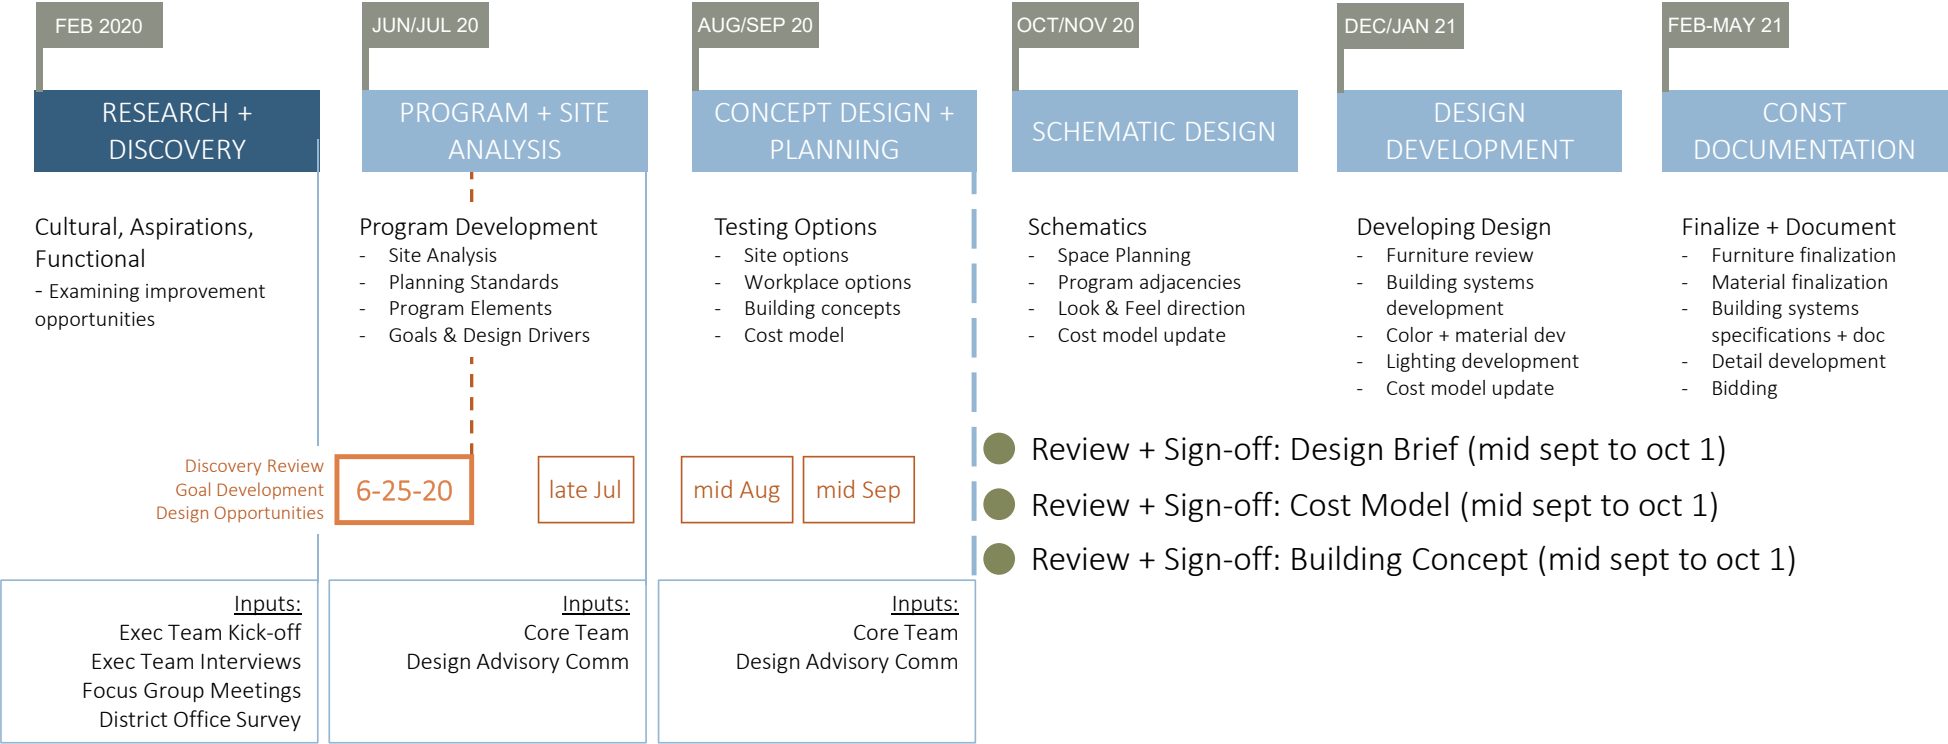 FEB 2020
JUN/JUL 20
AUG/SEP 20
OCT/NOV 20
DEC/JAN 21
FEB-MAY 21
RESEARCH +
DISCOVERY
PROGRAM + SITE
ANALYSIS
CONCEPT DESIGN +
PLANNING
SCHEMATIC DESIGN
DESIGN
DEVELOPMENT
CONST
DOCUMENTATION
Cultural, Aspirations,
Functional
- Examining improvement
opportunities
Program Development
- Site Analysis
- Planning Standards
- Program Elements
- Goals & Design Drivers
Testing Options
- Site options
- Workplace options
- Building concepts
- Cost model
Schematics
- Space Planning
- Program adjacencies
- Look & Feel direction
- Cost model update
Developing Design
- Furniture review
- Building systems
development
- Color + material dev
- Lighting development
- Cost model update
Finalize + Document
- Furniture finalization
- Material finalization
- Building systems
specifications + doc
- Detail development
- Bidding
Discovery Review
Goal Development
Design Opportunities
6-25-20
late Jul
mid Aug
mid Sep
Review + Sign-off: Design Brief (mid sept to oct 1)
Review + Sign-off: Cost Model (mid sept to oct 1)
Review + Sign-off: Building Concept (mid sept to oct 1)
Inputs:
Exec Team Kick-off
Exec Team Interviews
Focus Group Meetings
District Office Survey
Inputs:
Core Team
Design Advisory Comm
Inputs:
Core Team
Design Advisory Comm